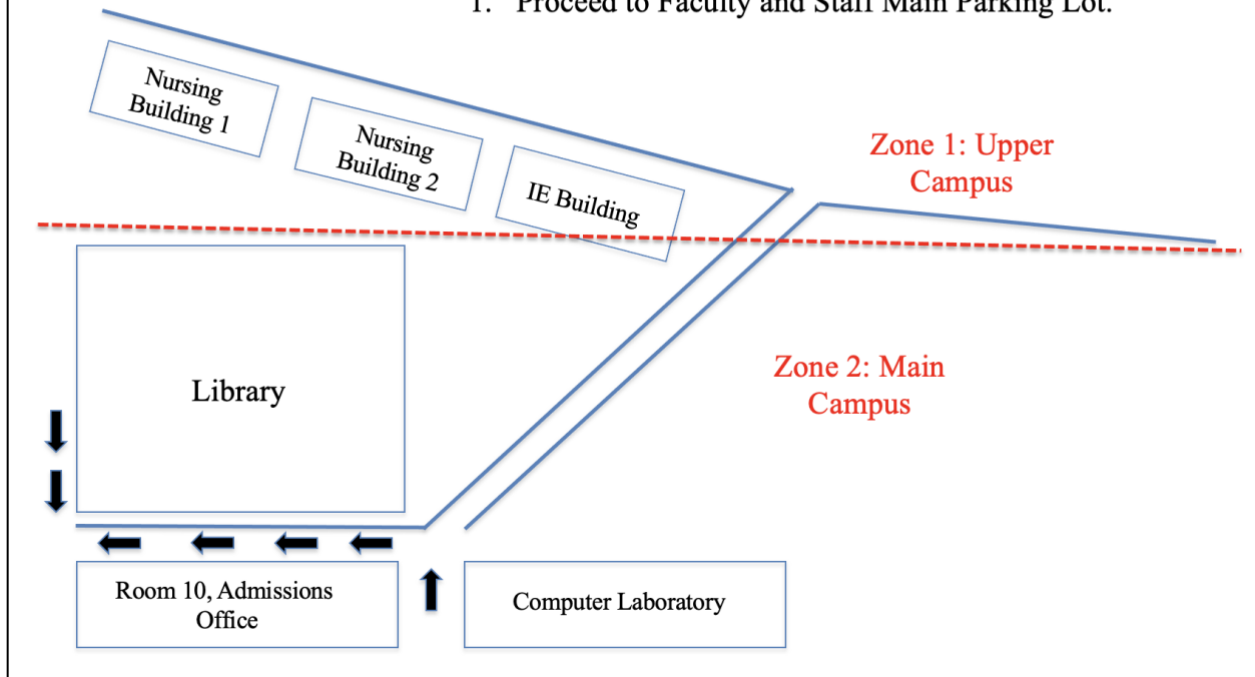 1. Proceed to Faculty and Staff Main Parking Lot.
Nursing
Building 1
Nursing
Building 2
IE Building
Zone 1: Upper
Campus
Library
Zone 2: Main
Campus
Room 10, Admissions
Office
Computer Laboratory